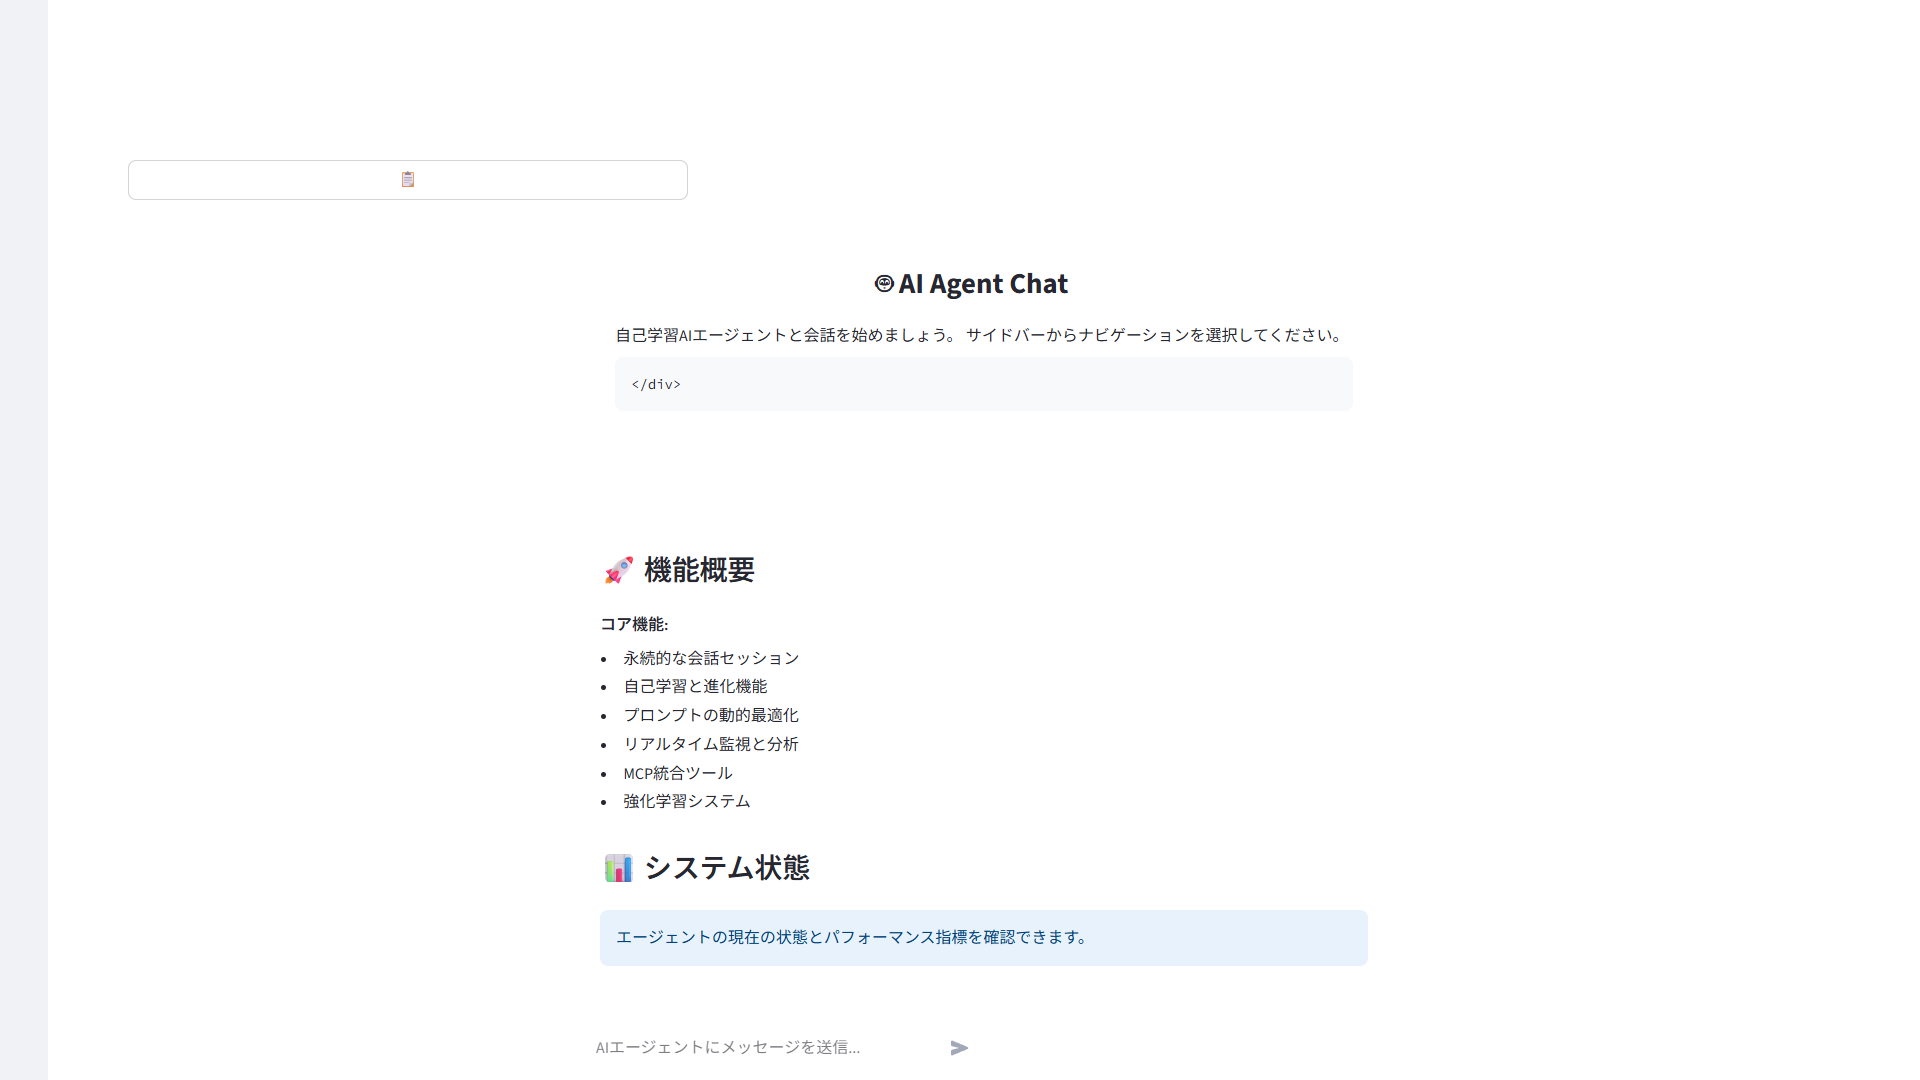 AI Agent Chat
自己学習AIエージェントと会話を始めましょう。 サイドバーからナビゲーションを選択してください。
</div>
機能概要
コア機能:
永続的な会話セッション
自己学習と進化機能
プロンプトの動的最適化
リアルタイム監視と分析
MCP統合ツール
強化学習システム
システム状態
エージェントの現在の状態とパフォーマンス指標を確認できます。
AIエージェントにメッセージを送信...